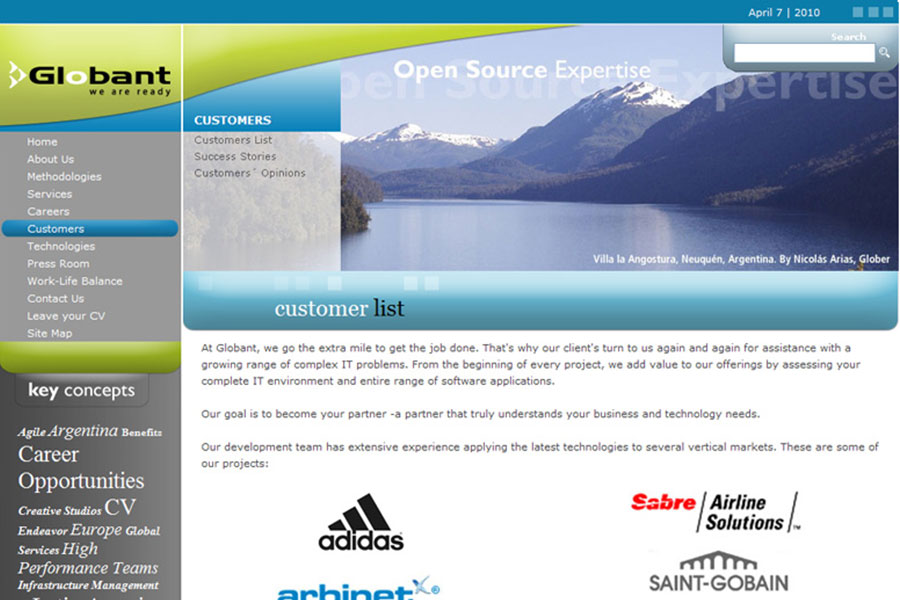 April 7 | 2010
Search
Globant
we are ready
Open Source Expertise
Open Source Expertise
CUSTOMERS
Customers List
Success Stories
Customers´ Opinions
Home
About Us
Methodologies
Services
Careers
Customers
Technologies
Press Room
Work-Life Balance
Contact Us
Leave your CV
Site Map
Villa la Angostura, Neuquén, Argentina. By Nicolás Arias, Glober
customer list
At Globant, we go the extra mile to get the job done. That's why our client's turn to us again and again for assistance with a
growing range of complex IT problems. From the beginning of every project, we add value to our offerings by assessing your
complete IT environment and entire range of software applications.
Our goal is to become your partner -a partner that truly understands your business and technology needs.
Our development team has extensive experience applying the latest technologies to several vertical markets. These are some of
our projects:
key concepts
Agile Argentina Benefits
Career
Opportunities
Creative Studios CV
Endeavor Europe Global
Services High
Performance Teams
Infrastructure Management
adidas
Sabre Airline
Solutions™
arbinet®
SAINT-GOBAIN